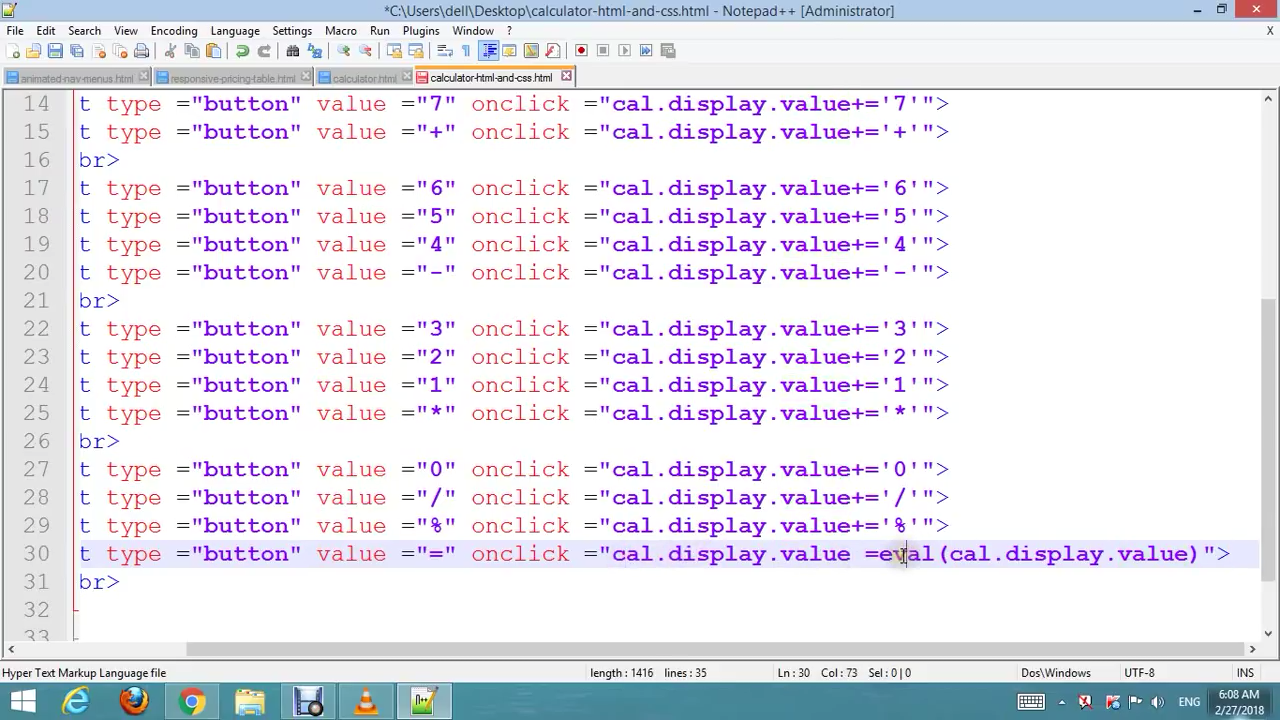 *C:\Users\dell\Desktop\calculator-html-and-css.html - Notepad++ [Administrator]
File Edit Search View Encoding Language Settings Macro Run Plugins Window ? X
animated-nav-menus.html responsive-pricing-table.html calculator.html calculator-html-and-css.html
14 t type ="button" value ="7" onclick ="cal.display.value+='7'">
15 t type ="button" value ="+" onclick ="cal.display.value+='+'">
16 br>
17 t type ="button" value ="6" onclick ="cal.display.value+='6'">
18 t type ="button" value ="5" onclick ="cal.display.value+='5'">
19 t type ="button" value ="4" onclick ="cal.display.value+='4'">
20 t type ="button" value ="-" onclick ="cal.display.value+='-'">
21 br>
22 t type ="button" value ="3" onclick ="cal.display.value+='3'">
23 t type ="button" value ="2" onclick ="cal.display.value+='2'">
24 t type ="button" value ="1" onclick ="cal.display.value+='1'">
25 t type ="button" value ="*" onclick ="cal.display.value+='*'">
26 br>
27 t type ="button" value ="0" onclick ="cal.display.value+='0'">
28 t type ="button" value ="/" onclick ="cal.display.value+='/'">
29 t type ="button" value ="%" onclick ="cal.display.value+='%'">
30 t type ="button" value ="=" onclick ="cal.display.value =eval(cal.display.value)">
31 br>
32
33
Hyper Text Markup Language file length : 1416 lines : 35 Ln : 30 Col : 73 Sel : 0 | 0 Dos\Windows UTF-8 INS
ENG 6:08 AM
2/27/2018